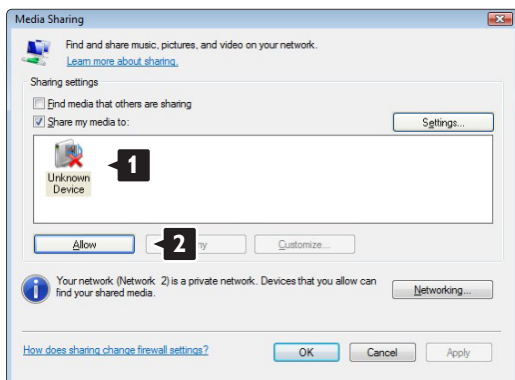 Media Sharing
Find and share music, pictures, and video on your network.
Learn more about sharing.
Sharing settings
Find media that others are sharing
Share my media to:
Settings...
Unknown
Device
1
Allow
2
Customize...
Your network (Network 2) is a private network. Devices that you allow can
find your shared media.
Networking...
How does sharing change firewall settings?
OK
Cancel
Apply